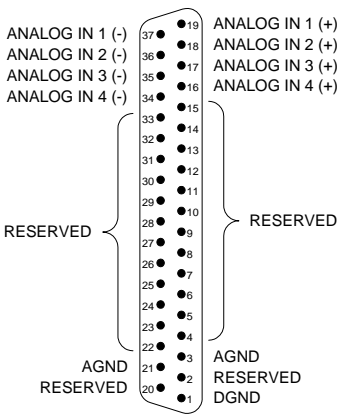 ANALOG IN 1 (-) 37 19 ANALOG IN 1 (+)
ANALOG IN 2 (-) 36 18 ANALOG IN 2 (+)
ANALOG IN 3 (-) 35 17 ANALOG IN 3 (+)
ANALOG IN 4 (-) 34 16 ANALOG IN 4 (+)
33 15
32 14
31 13
30 12
29 11
28 10
RESERVED 27 9 RESERVED
26 8
25 7
24 6
23 5
22 4
AGND 21 3 AGND
RESERVED 20 2 RESERVED
1 DGND